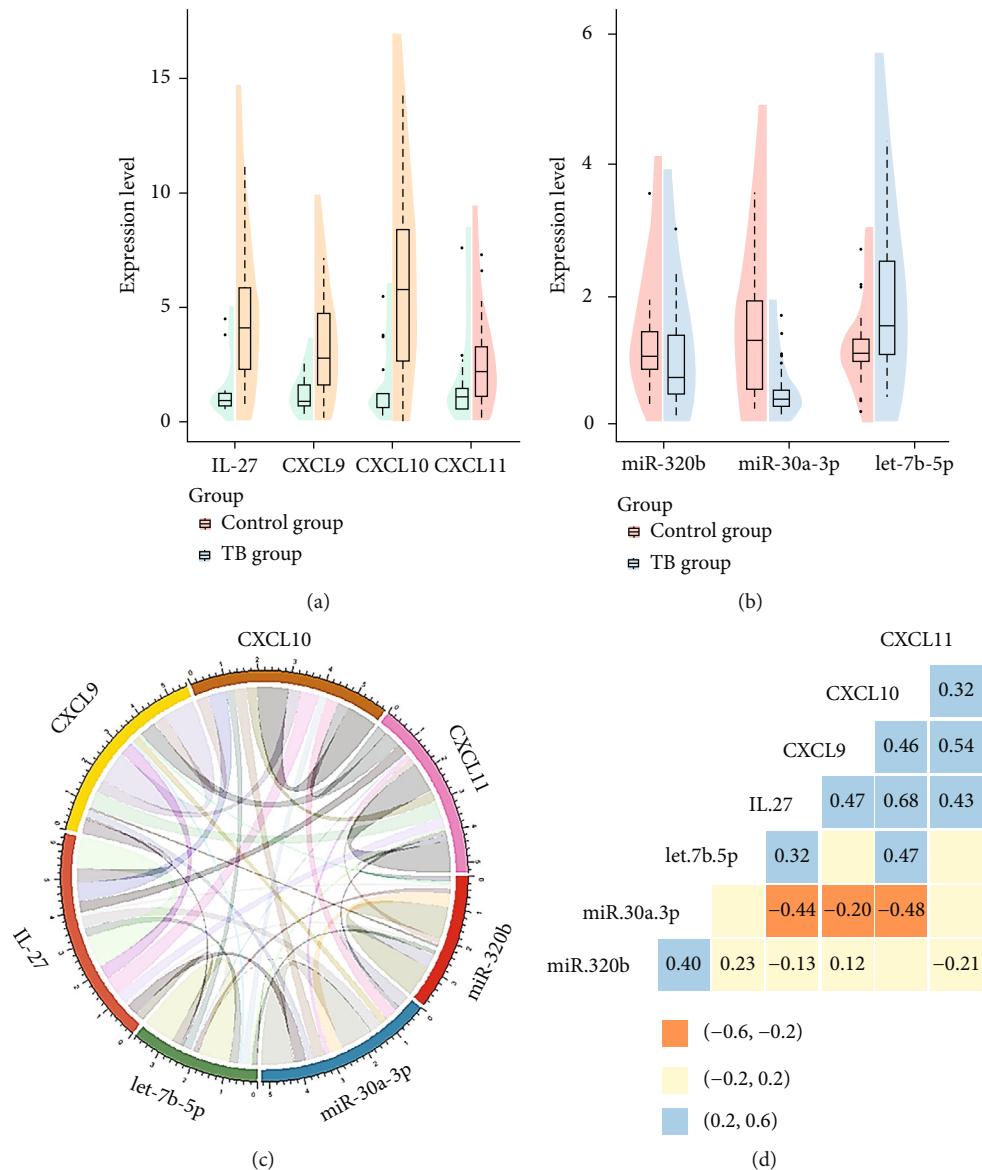 15
10
5
0
Expression level
IL-27 CXCL9 CXCL10 CXCL11
Group
Control group
TB group
(a)
6
4
2
0
Expression level
miR-320b miR-30a-3p let-7b-5p
Group
Control group
TB group
(b)
CXCL10
CXCL9
CXCL11
IL-27
miR-320b
let-7b-5p
miR-30a-3p
(c)
CXCL11
CXCL10 0.32
CXCL9 0.46 0.54
IL.27 0.47 0.68 0.43
let.7b.5p 0.32 0.47
miR.30a.3p −0.44 −0.20 −0.48
miR.320b 0.40 0.23 −0.13 0.12 −0.21
(−0.6, −0.2)
(−0.2, 0.2)
(0.2, 0.6)
(d)